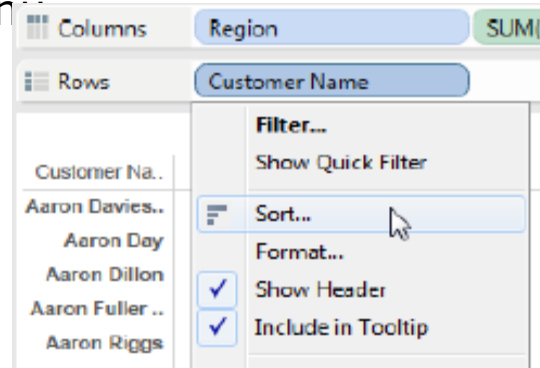 Columns Region SUM(
Rows Customer Name
Filter...
Show Quick Filter
Customer Na..
Aaron Davies..
Sort...
Aaron Day
Format...
Aaron Dillon
Show Header
Aaron Fuller ..
Include in Tooltip
Aaron Riggs